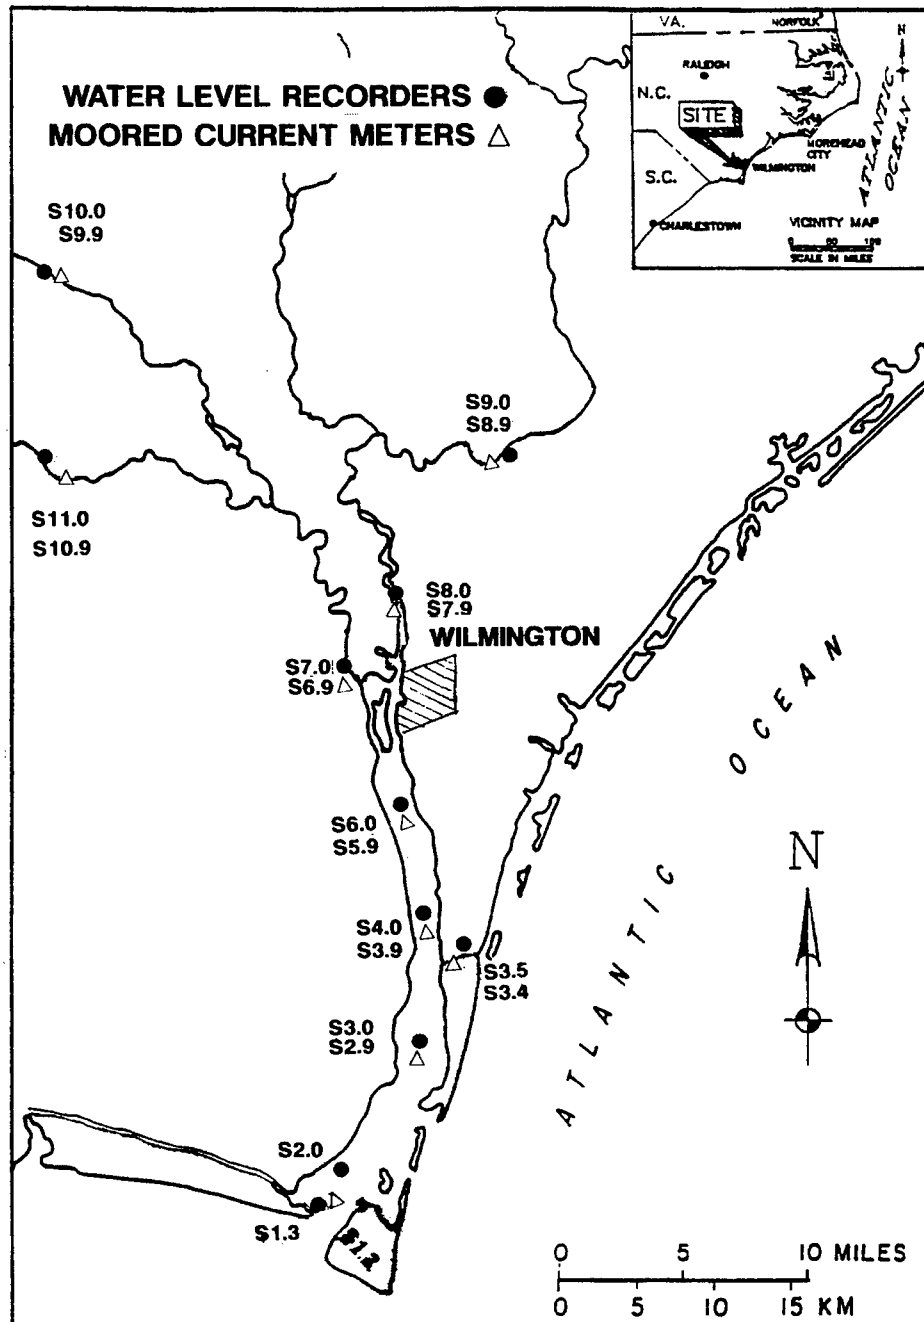 VA.
NORFOLK
N
RALEIGH
N.C.
SITE
MOREHEAD
CITY
WILMINGTON
S.C.
CHARLESTOWN
ATLANTIC
OCEAN
VICINITY MAP
0 50 100
SCALE IN MILES
WATER LEVEL RECORDERS
MOORED CURRENT METERS
S10.0
S9.9
S9.0
S8.9
S11.0
S10.9
S8.0
S7.9
WILMINGTON
S7.0
S6.9
S6.0
S5.9
S4.0
S3.9
S3.5
S3.4
S3.0
S2.9
S2.0
S1.3
S1.2
ATLANTIC OCEAN
N
0 5 10 MILES
0 5 10 15 KM